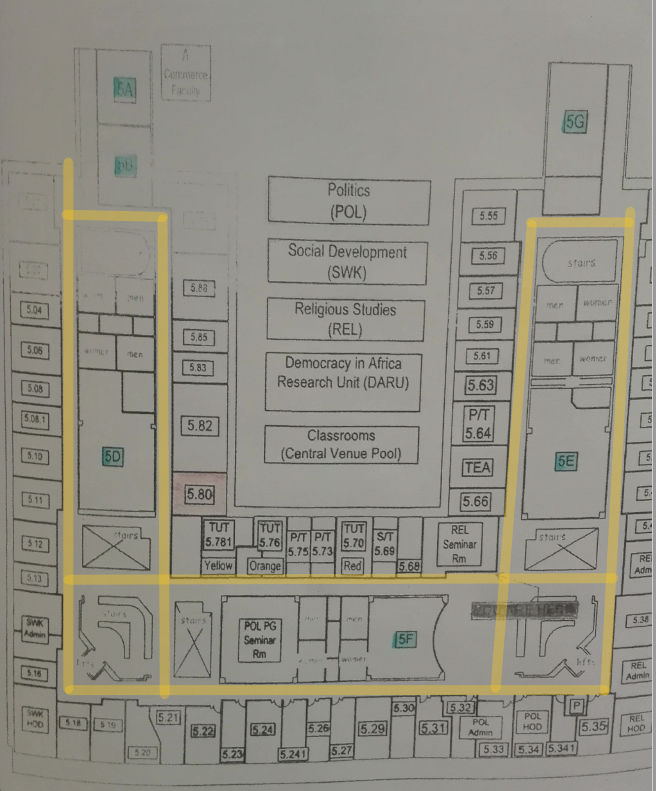 5A
A
Commerce
Faculty
5B
5G
Politics
(POL)
Social Development
(SWK)
Religious Studies
(REL)
Democracy in Africa
Research Unit (DARU)
Classrooms
(Central Venue Pool)
5.55
5.56
5.57
5.59
5.61
5.63
P/T
5.64
TEA
5.66
stairs
men
women
men
women
5E
stairs
5.04
5.06
5.08
5.08.1
5.10
5.11
5.12
5.13
men
women
men
5D
stairs
5.85
5.83
5.82
5.80
TUT
5.781
Yellow
TUT
5.76
Orange
P/T
5.75
P/T
5.73
TUT
5.70
Red
S/T
5.69
5.68
REL
Seminar
Rm
REL
Adm
SWK
Admin
5.16
SWK
HOD
stairs
lifts
stairs
POL PG
Seminar
Rm
men
men
women
women
5F
YOU ARE HERE
lifts
5.38
REL
Admin
REL
HOD
5.18
5.19
5.20
5.21
5.22
5.23
5.24
5.241
5.26
5.27
5.29
5.30
5.31
5.32
POL
Admin
5.33
POL
HOD
5.34
5.341
P
5.35